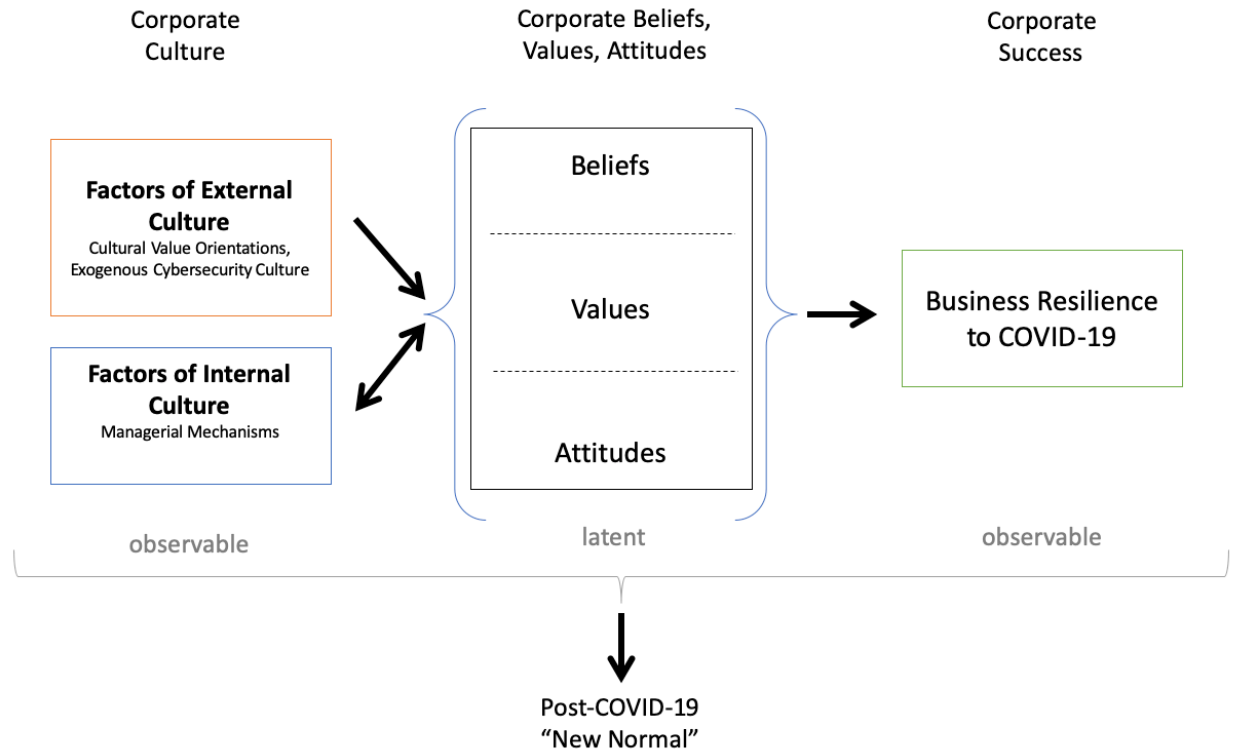 Corporate
Culture
Corporate Beliefs,
Values, Attitudes
Corporate
Success
Factors of External
Culture
Cultural Value Orientations,
Exogenous Cybersecurity Culture
Factors of Internal
Culture
Managerial Mechanisms
Beliefs
Values
Attitudes
Business Resilience
to COVID-19
observable
latent
observable
Post-COVID-19
“New Normal”